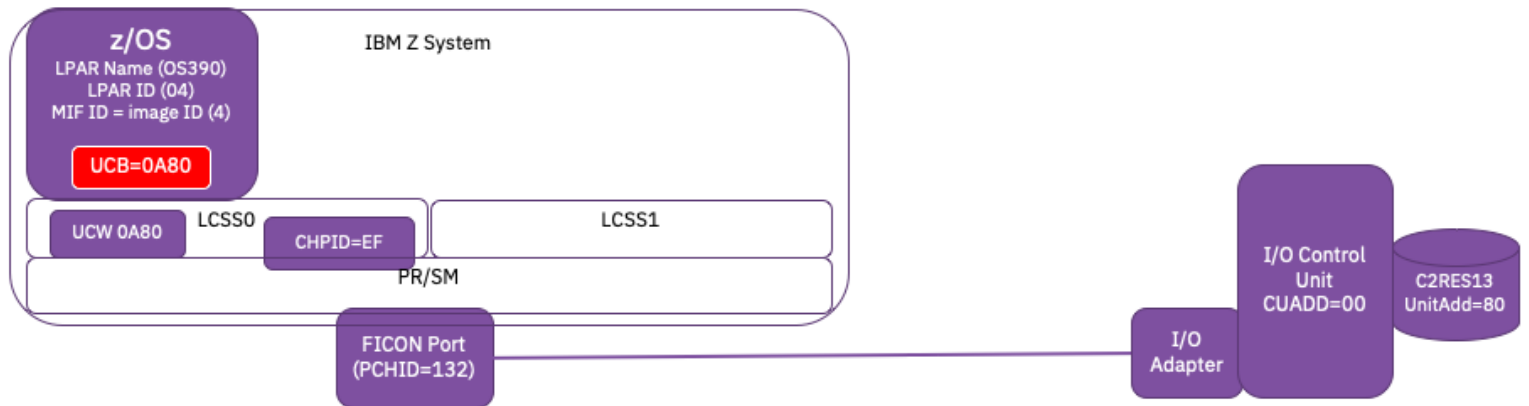 z/OS
LPAR Name (OS390)
LPAR ID (04)
MIF ID = image ID (4)
UCB=0A80
IBM Z System
UCW 0A80
LCSS0
CHPID=EF
LCSS1
PR/SM
FICON Port
(PCHID=132)
I/O
Adapter
I/O Control
Unit
CUADD=00
C2RES13
UnitAdd=80